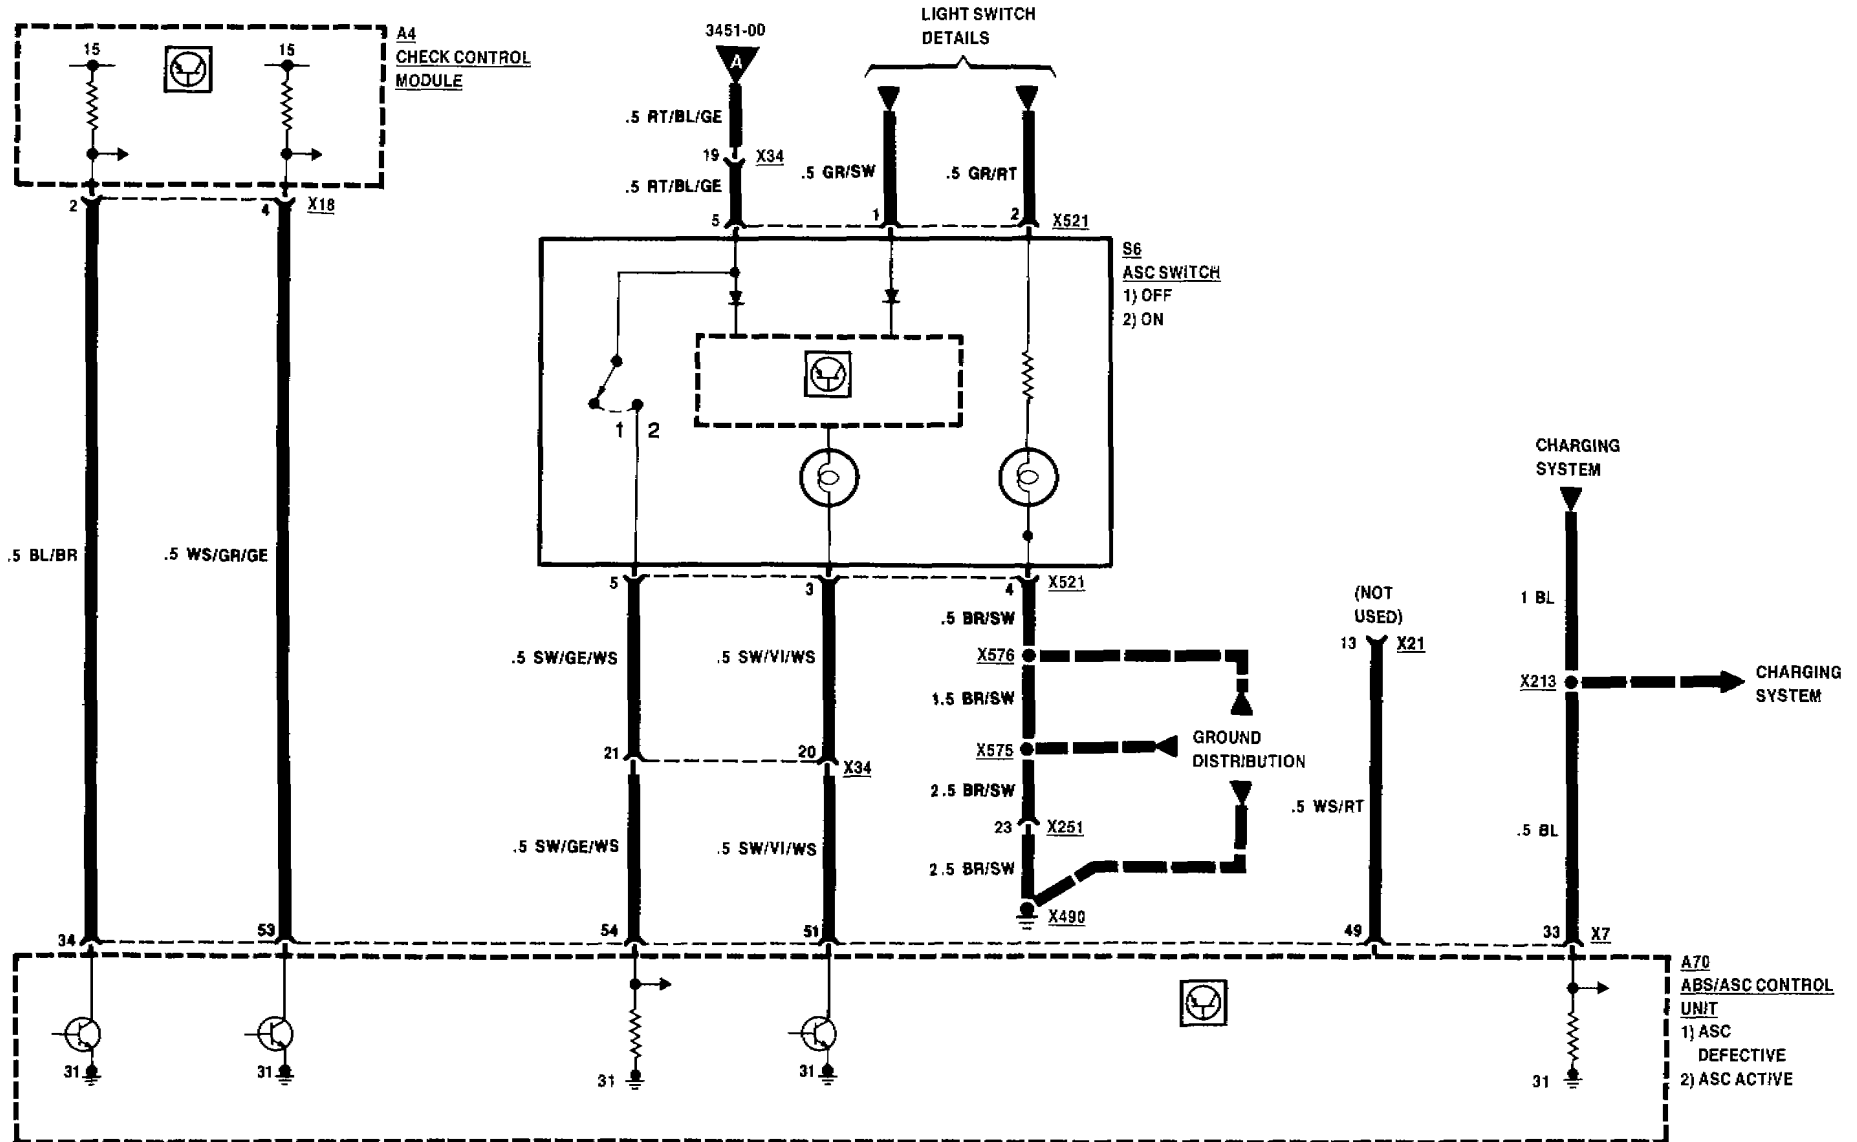 LIGHT SWITCH
DETAILS
3451-00
A
A4
CHECK CONTROL
MODULE
15
15
.5 RT/BL/GE
19
X34
.5 RT/BL/GE
.5 GR/SW
.5 GR/RT
2
4
X18
5
1
2
X521
S6
ASC SWITCH
1) OFF
2) ON
1
2
CHARGING
SYSTEM
.5 BL/BR
.5 WS/GR/GE
5
3
4
X521
.5 BR/SW
(NOT
USED)
13
X21
1 BL
.5 SW/GE/WS
.5 SW/VI/WS
X576
1.5 BR/SW
X213
CHARGING
SYSTEM
21
20
X34
X575
GROUND
DISTRIBUTION
2.5 BR/SW
23
X251
.5 WS/RT
.5 BL
.5 SW/GE/WS
.5 SW/VI/WS
2.5 BR/SW
X490
34
53
54
51
49
33
X7
A70
ABS/ASC CONTROL
UNIT
1) ASC
DEFECTIVE
2) ASC ACTIVE
31
31
31
31
31